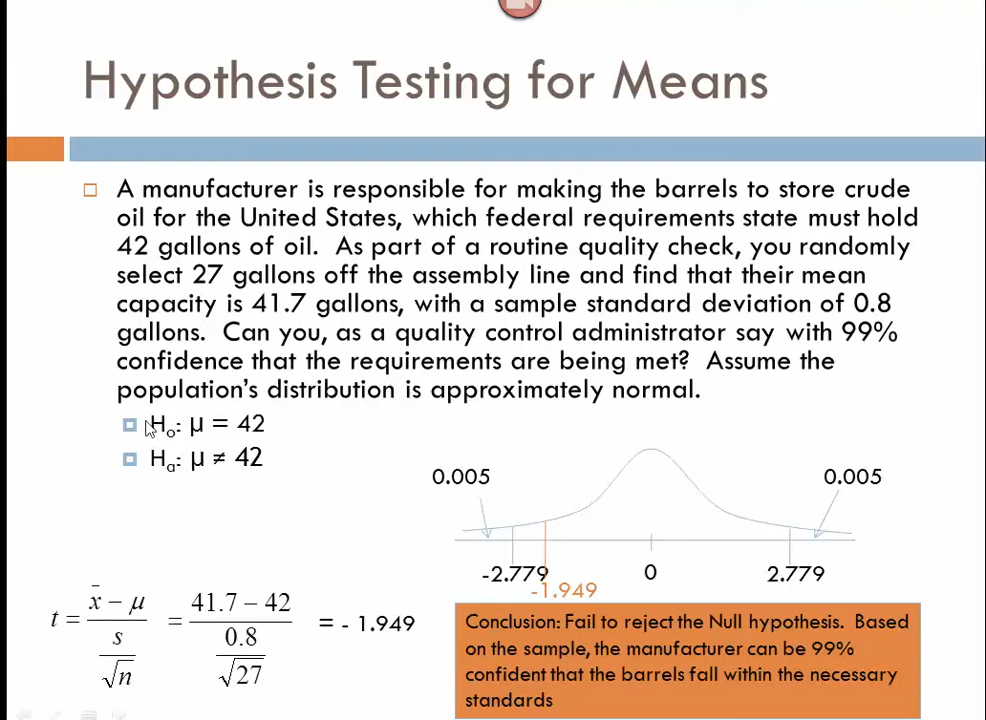 Hypothesis Testing for Means
A manufacturer is responsible for making the barrels to store crude
oil for the United States, which federal requirements state must hold
42 gallons of oil. As part of a routine quality check, you randomly
select 27 gallons off the assembly line and find that their mean
capacity is 41.7 gallons, with a sample standard deviation of 0.8
gallons. Can you, as a quality control administrator say with 99%
confidence that the requirements are being met? Assume the
population's distribution is approximately normal.
H₀: µ = 42
Hₐ: µ ≠ 42
0.005 0.005
-2.779 0 2.779
-1.949
t = (x̄ − µ) / (s / √n) = (41.7 − 42) / (0.8 / √27) = - 1.949
Conclusion: Fail to reject the Null hypothesis. Based
on the sample, the manufacturer can be 99%
confident that the barrels fall within the necessary
standards